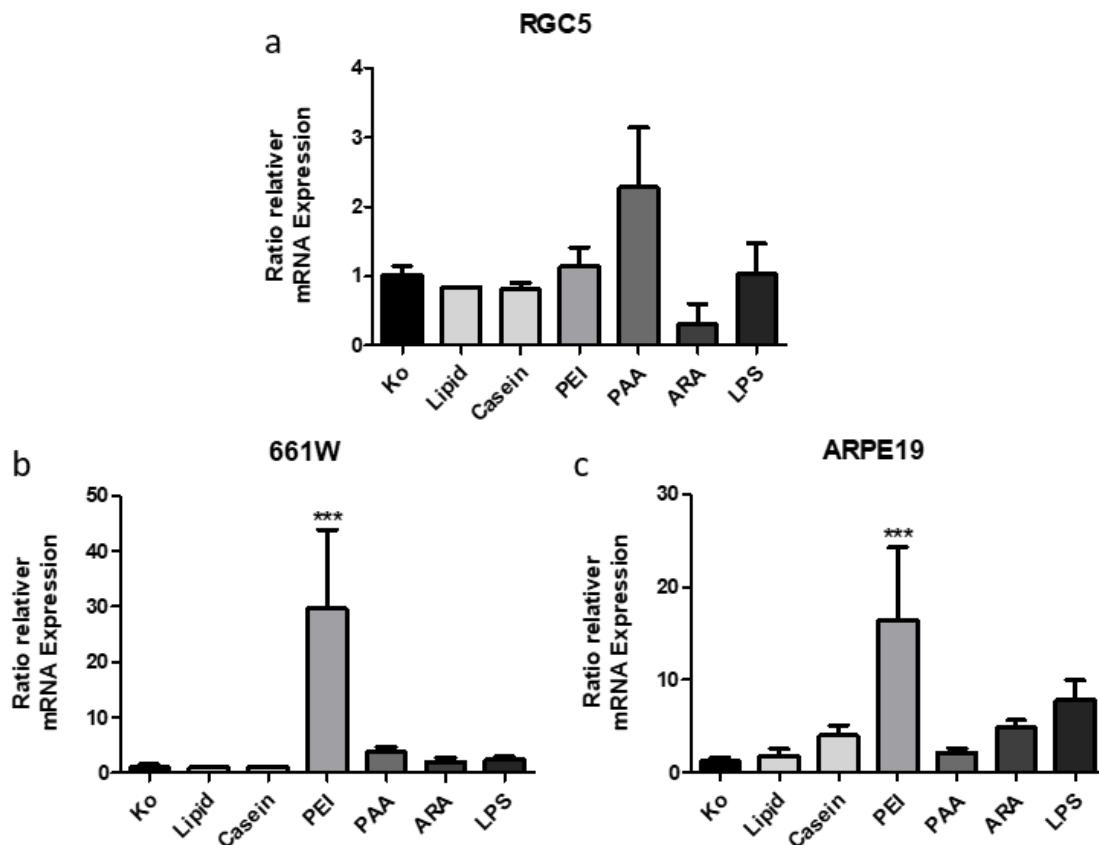 RGC5
a
Ratio relativer
mRNA Expression
4
3
2
1
0
Ko
Lipid
Casein
PEI
PAA
ARA
LPS
b
661W
Ratio relativer
mRNA Expression
50
40
30
20
10
0
***
Ko
Lipid
Casein
PEI
PAA
ARA
LPS
c
ARPE19
Ratio relativer
mRNA Expression
30
20
10
0
***
Ko
Lipid
Casein
PEI
PAA
ARA
LPS